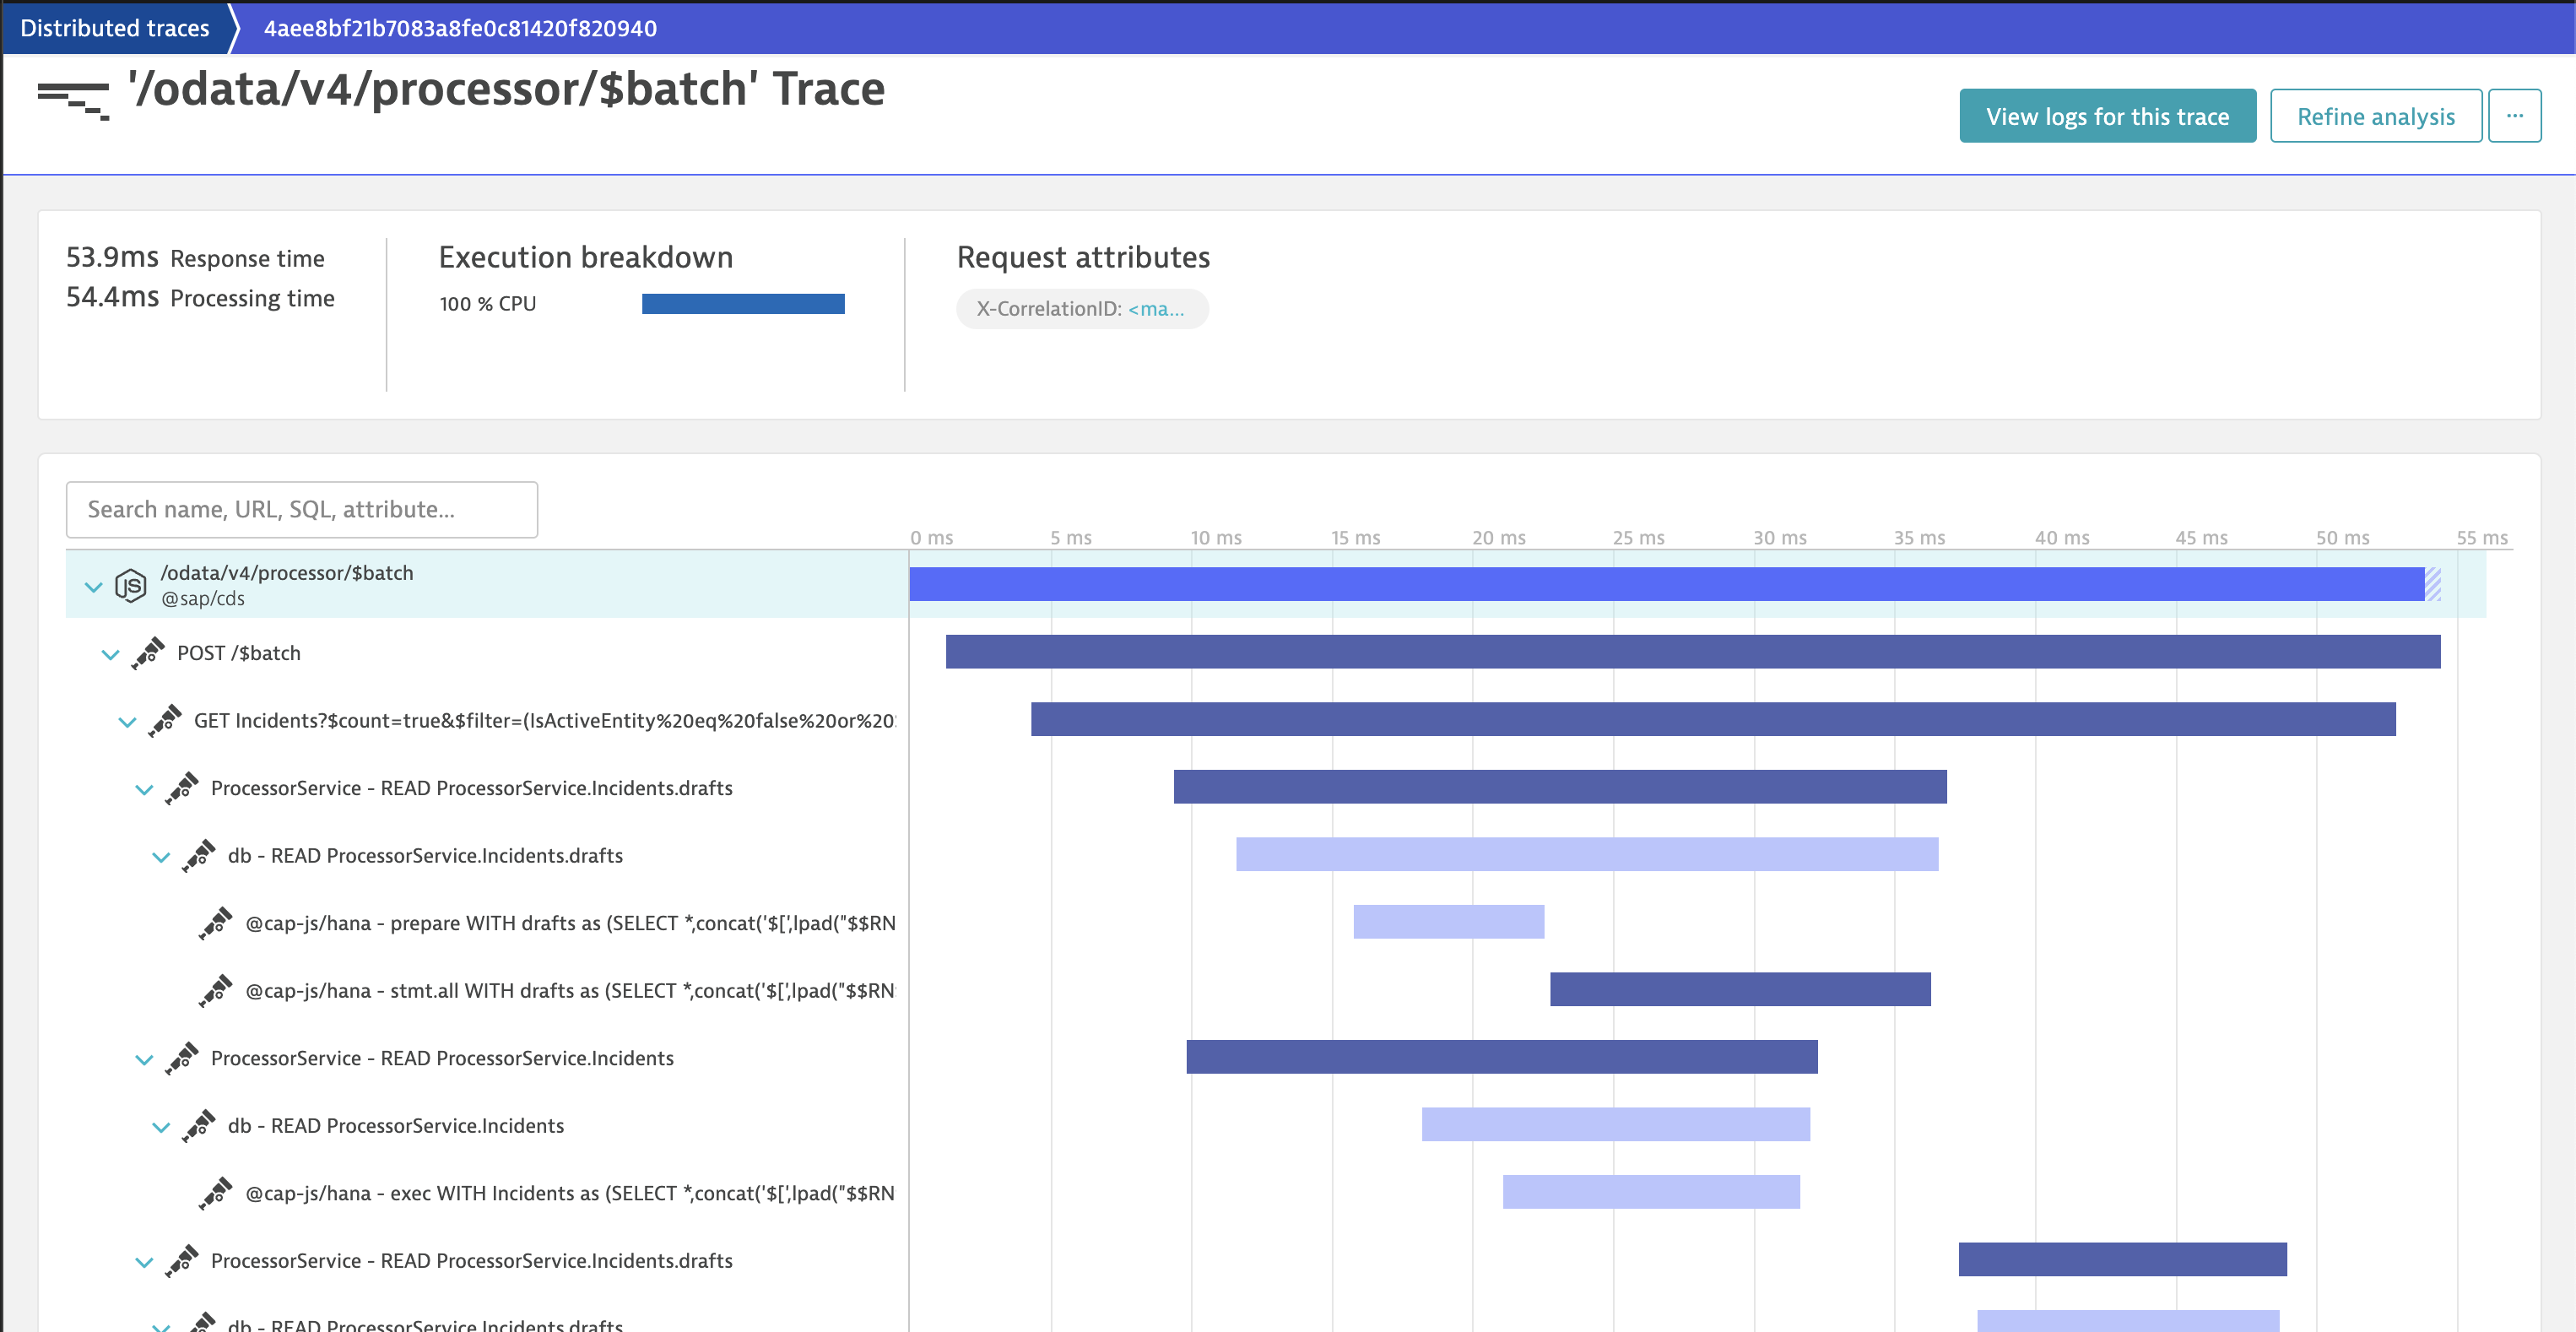 Distributed traces
4aee8bf21b7083a8fe0c81420f820940
'/odata/v4/processor/$batch' Trace
View logs for this trace
Refine analysis
...
53.9ms Response time
54.4ms Processing time
Execution breakdown
100 % CPU
Request attributes
X-CorrelationID: <ma...
Search name, URL, SQL, attribute...
0 ms 5 ms 10 ms 15 ms 20 ms 25 ms 30 ms 35 ms 40 ms 45 ms 50 ms 55 ms
JS
/odata/v4/processor/$batch
@sap/cds
POST /$batch
GET Incidents?$count=true&$filter=(IsActiveEntity%20eq%20false%20or%20
ProcessorService - READ ProcessorService.Incidents.drafts
db - READ ProcessorService.Incidents.drafts
@cap-js/hana - prepare WITH drafts as (SELECT *,concat('$[',lpad("$$RN
@cap-js/hana - stmt.all WITH drafts as (SELECT *,concat('$[',lpad("$$RN
ProcessorService - READ ProcessorService.Incidents
db - READ ProcessorService.Incidents
@cap-js/hana - exec WITH Incidents as (SELECT *,concat('$[',lpad("$$RN
ProcessorService - READ ProcessorService.Incidents.drafts
db - READ ProcessorService.Incidents.drafts